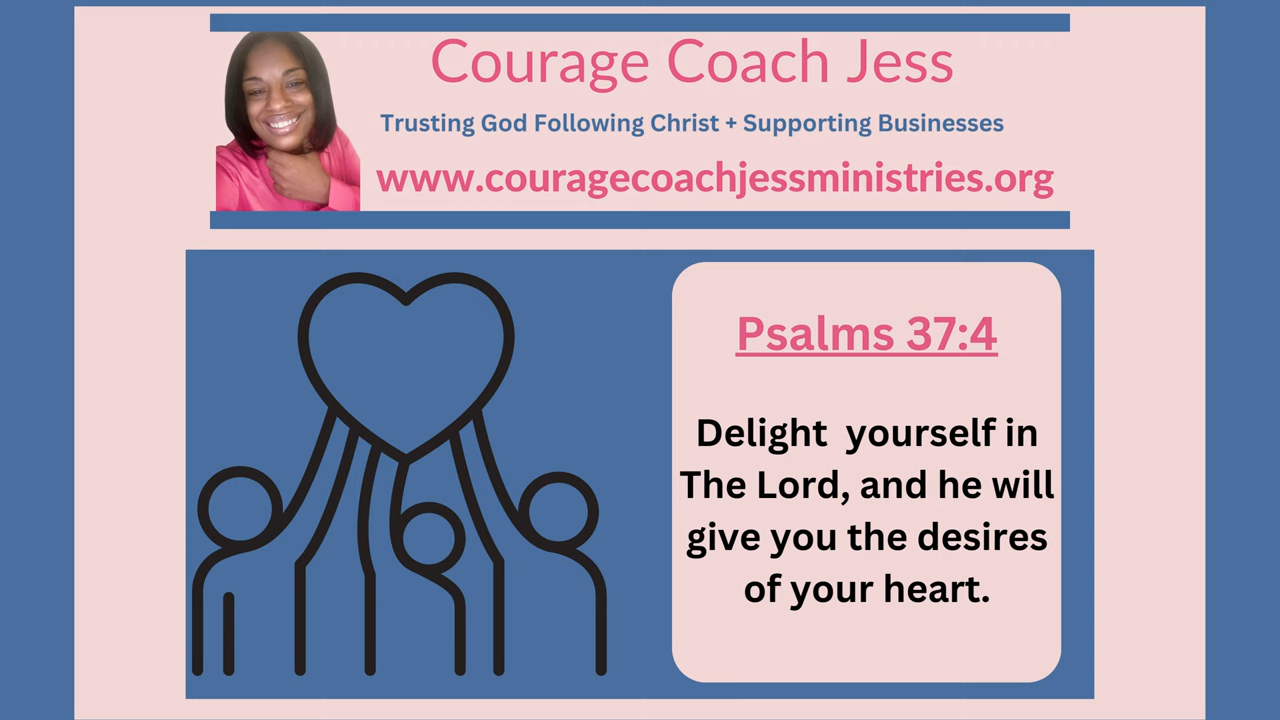 Courage Coach Jess
Trusting God Following Christ + Supporting Businesses
www.couragecoachjessministries.org
Psalms 37:4
Delight yourself in
The Lord, and he will
give you the desires
of your heart.